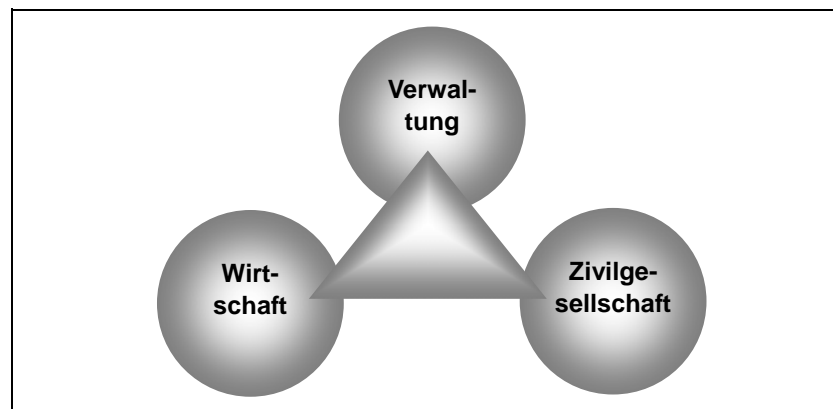 Verwal-
tung
Wirt-
schaft
Zivilge-
sellschaft